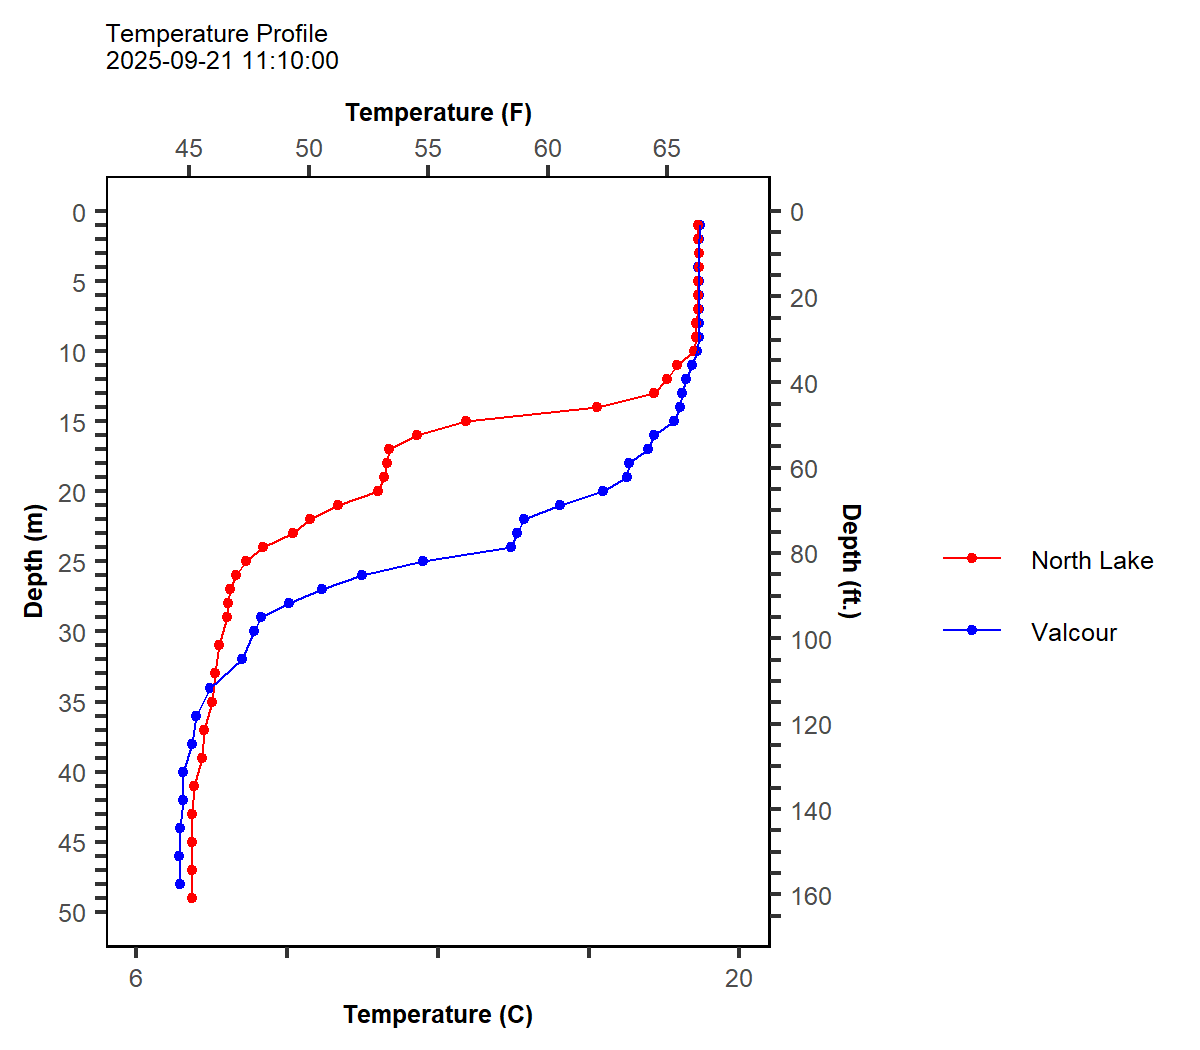 Temperature Profile
2025-09-21 11:10:00
Temperature (F)
45 50 55 60 65
0 0
5
20
10
40
15
60
20
Depth (m)
Depth (ft.)
80
25
North Lake
30
100
Valcour
35
120
40
140
45
160
50
6 20
Temperature (C)